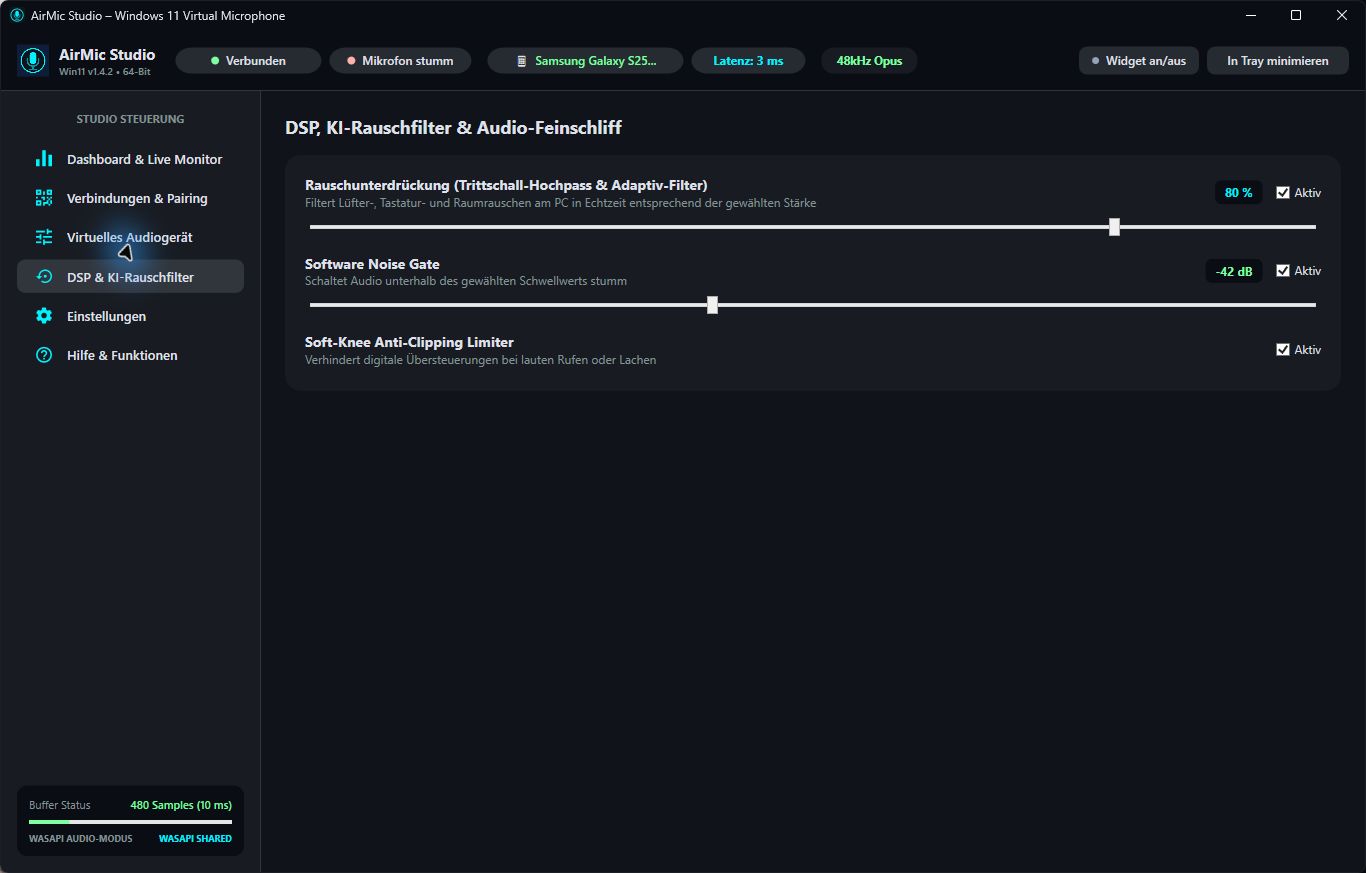 AirMic Studio – Windows 11 Virtual Microphone
AirMic Studio
Win11 v1.4.2 • 64-Bit
Verbunden
Mikrofon stumm
Samsung Galaxy S25...
Latenz: 3 ms
48kHz Opus
Widget an/aus
In Tray minimieren
STUDIO STEUERUNG
Dashboard & Live Monitor
Verbindungen & Pairing
Virtuelles Audiogerät
DSP & KI-Rauschfilter
Einstellungen
Hilfe & Funktionen
DSP, KI-Rauschfilter & Audio-Feinschliff
Rauschunterdrückung (Trittschall-Hochpass & Adaptiv-Filter)
Filtert Lüfter-, Tastatur- und Raumrauschen am PC in Echtzeit entsprechend der gewählten Stärke
80 %
Aktiv
Software Noise Gate
Schaltet Audio unterhalb des gewählten Schwellwerts stumm
-42 dB
Aktiv
Soft-Knee Anti-Clipping Limiter
Verhindert digitale Übersteuerungen bei lauten Rufen oder Lachen
Aktiv
Buffer Status
480 Samples (10 ms)
WASAPI AUDIO-MODUS
WASAPI SHARED